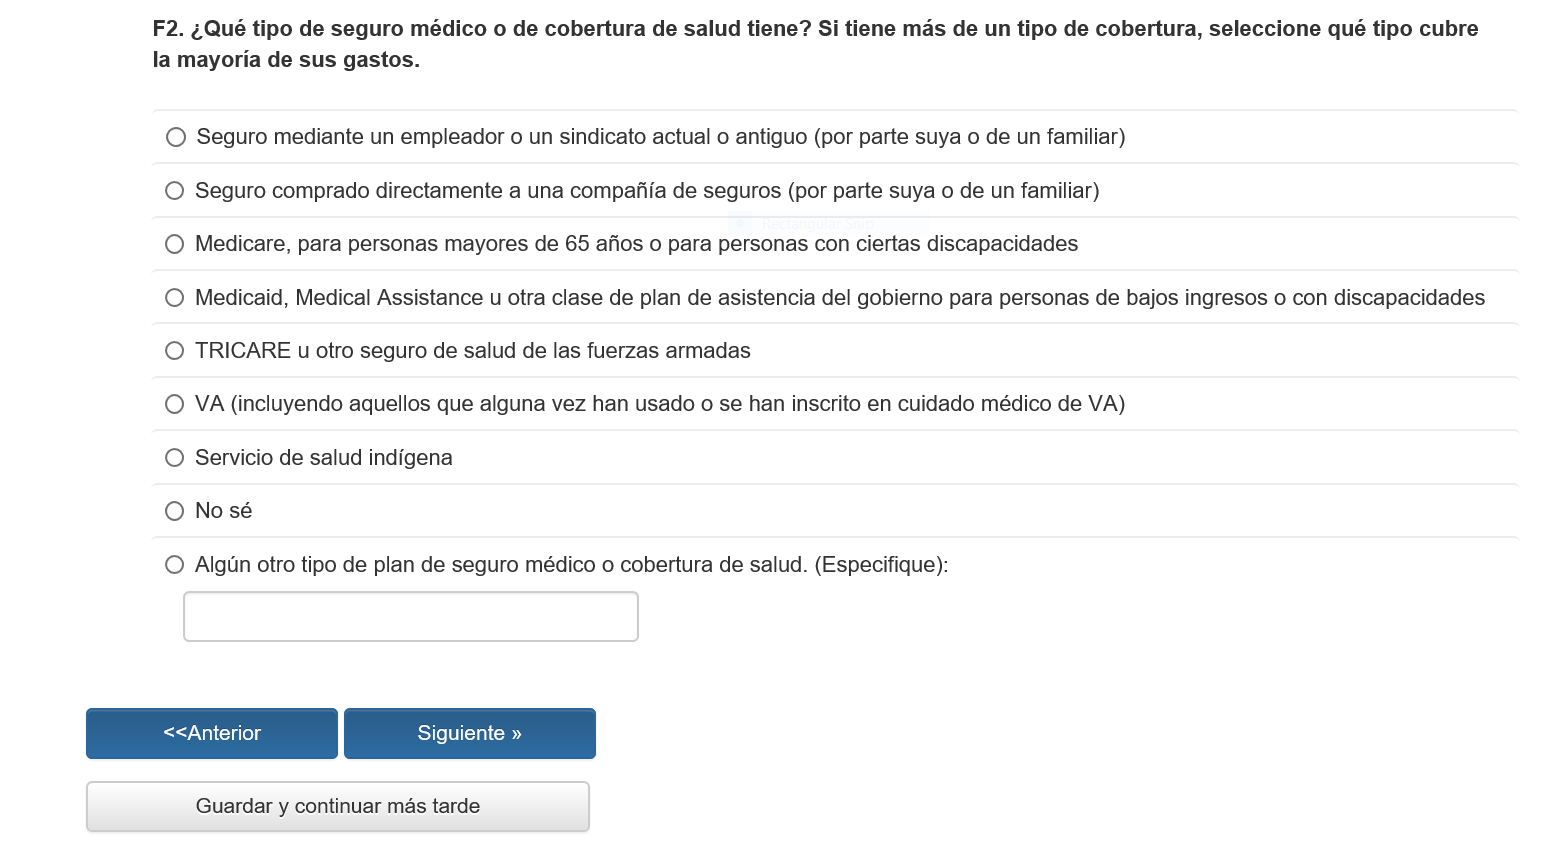 F2. ¿Qué tipo de seguro médico o de cobertura de salud tiene? Si tiene más de un tipo de cobertura, seleccione qué tipo cubre
la mayoría de sus gastos.
Seguro mediante un empleador o un sindicato actual o antiguo (por parte suya o de un familiar)
Seguro comprado directamente a una compañía de seguros (por parte suya o de un familiar)
Rectangular Snip
Medicare, para personas mayores de 65 años o para personas con ciertas discapacidades
Medicaid, Medical Assistance u otra clase de plan de asistencia del gobierno para personas de bajos ingresos o con discapacidades
TRICARE u otro seguro de salud de las fuerzas armadas
VA (incluyendo aquellos que alguna vez han usado o se han inscrito en cuidado médico de VA)
Servicio de salud indígena
No sé
Algún otro tipo de plan de seguro médico o cobertura de salud. (Especifique):
<<Anterior
Siguiente »
Guardar y continuar más tarde